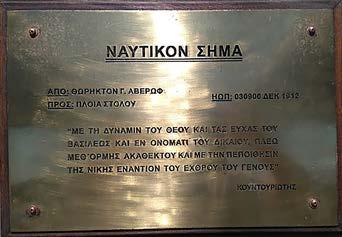 ΝΑΥΤΙΚΟΝ ΣΗΜΑ
ΑΠΟ: ΘΩΡΗΚΤΟΝ Γ. ΑΒΕΡΩΦ ΗΩΠ: 030900 ΔΕΚ 1912
ΠΡΟΣ: ΠΛΟΙΑ ΣΤΟΛΟΥ
"ΜΕ ΤΗ ΔΥΝΑΜΙΝ ΤΟΥ ΘΕΟΥ ΚΑΙ ΤΑΣ ΕΥΧΑΣ ΤΟΥ
ΒΑΣΙΛΕΩΣ ΚΑΙ ΕΝ ΟΝΟΜΑΤΙ ΤΟΥ ΔΙΚΑΙΟΥ, ΠΛΕΩ
ΜΕΘ'ΟΡΜΗΣ ΑΚΑΘΕΚΤΟΥ ΚΑΙ ΜΕ ΤΗΝ ΠΕΠΟΙΘΗΣΙΝ
ΤΗΣ ΝΙΚΗΣ ΕΝΑΝΤΙΟΝ ΤΟΥ ΕΧΘΡΟΥ ΤΟΥ ΓΕΝΟΥΣ"
ΚΟΥΝΤΟΥΡΙΩΤΗΣ